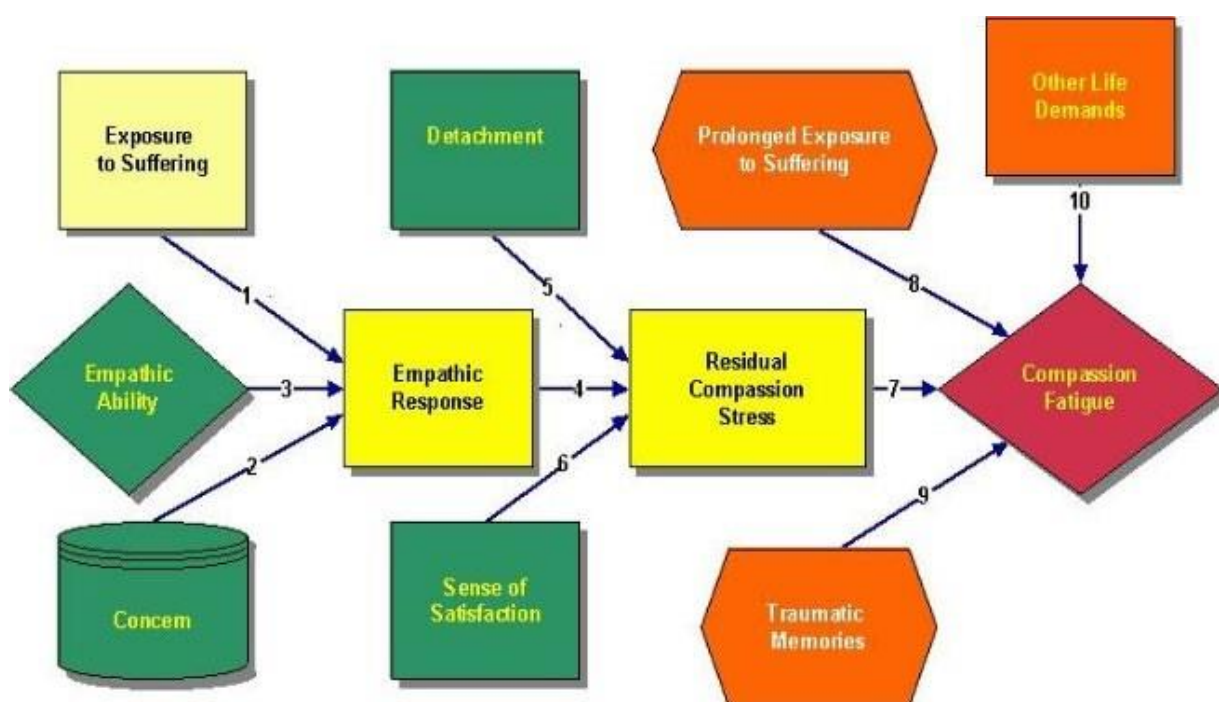 Exposure
to Suffering
Detachment
Prolonged Exposure
to Suffering
Other Life
Demands
10
1
5
8
Empathic
Ability
3
Empathic
Response
4
Residual
Compassion
Stress
7
Compassion
Fatigue
2
6
9
Concern
Sense of
Satisfaction
Traumatic
Memories